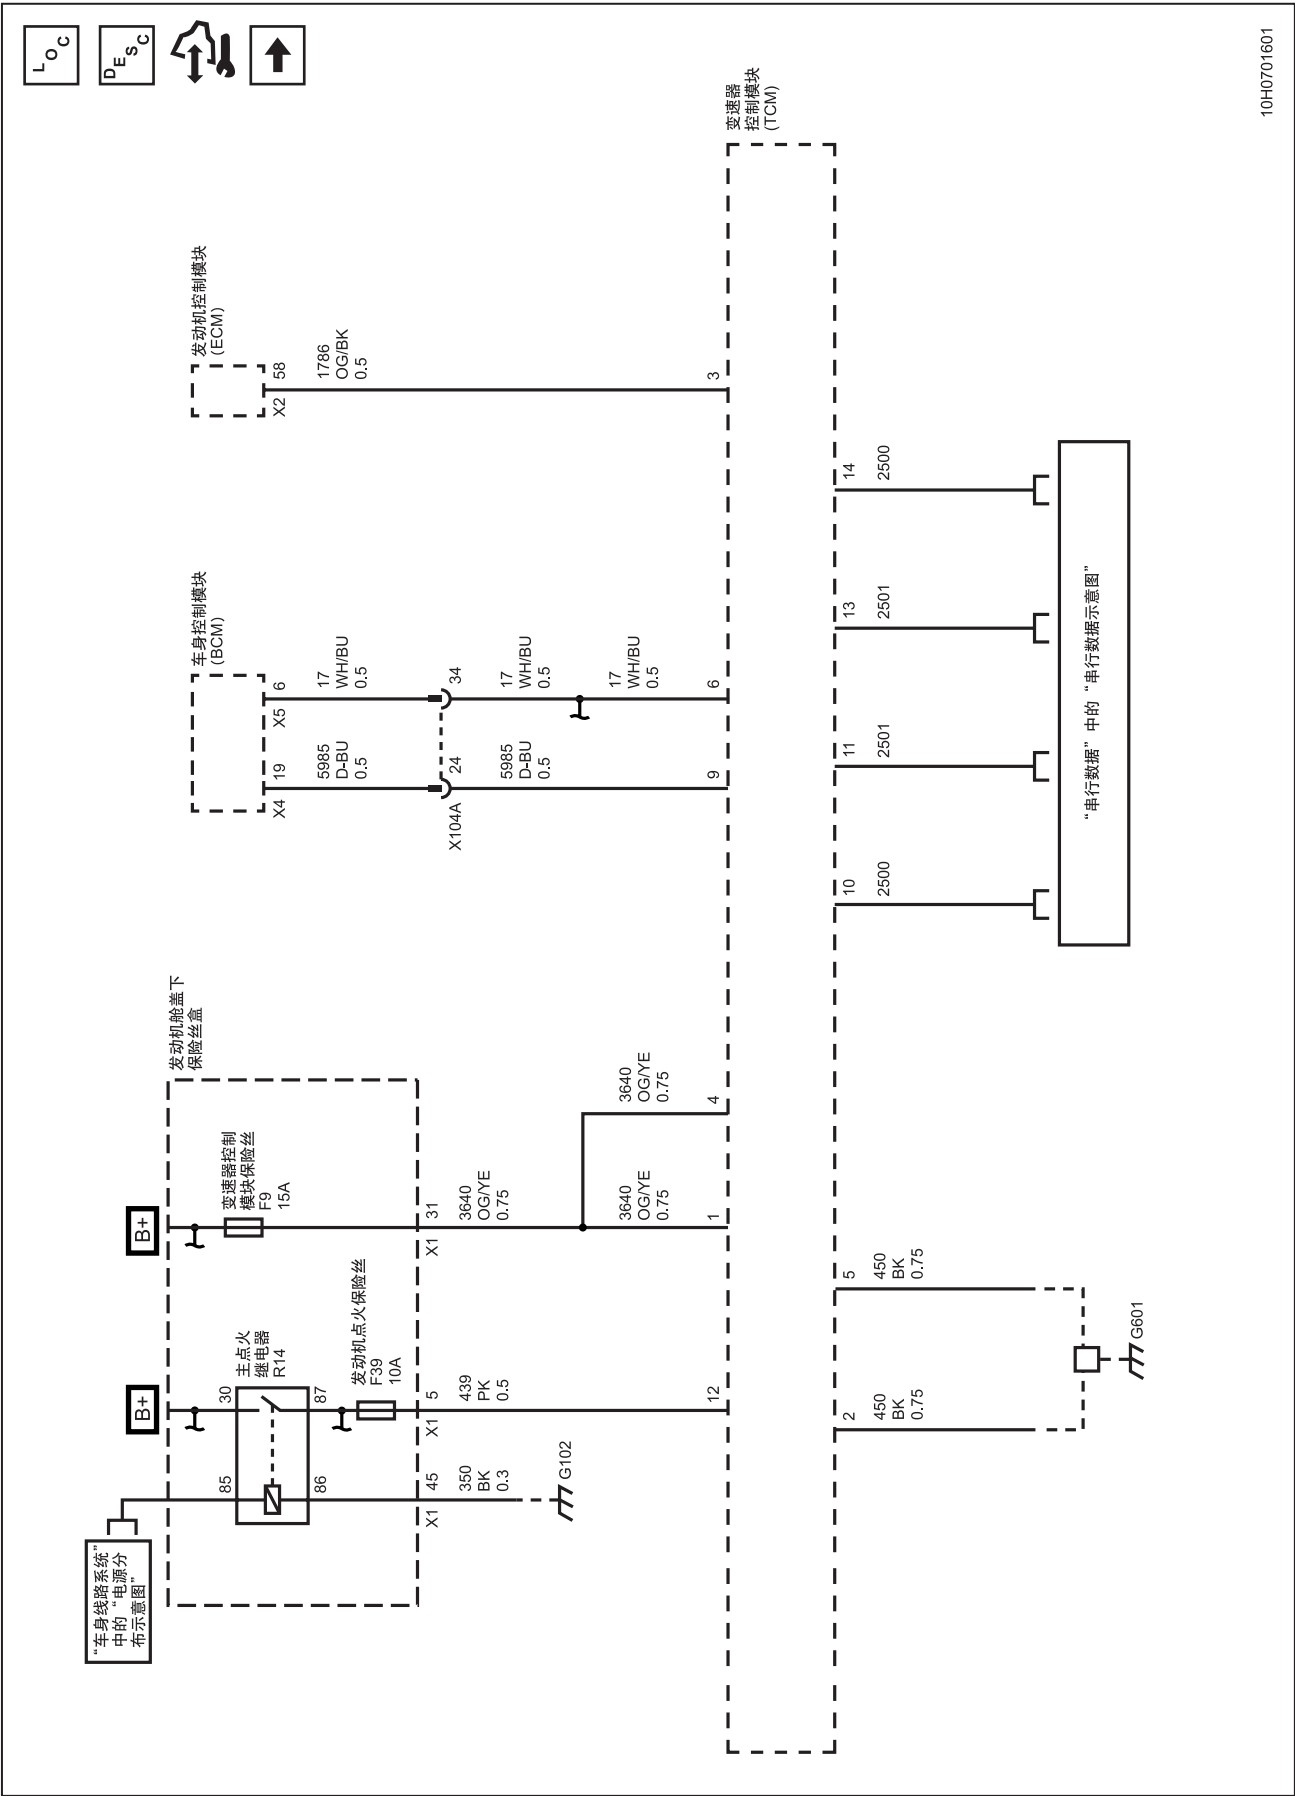 LOC
DESC
"车身线路系统"
中的"电源分
布示意图"
B+
B+
发动机舱盖下
保险丝盒
85
30
主点火
继电器
R14
86
87
发动机点火保险丝
F39
10A
变速器控制
模块保险丝
F9
15A
X1
45
X1
5
X1
31
350
BK
0.3
439
PK
0.5
3640
OG/YE
0.75
G102
3640
OG/YE
0.75
3640
OG/YE
0.75
车身控制模块
(BCM)
X4
19
X5
6
5985
D-BU
0.5
17
WH/BU
0.5
X104A
24
34
5985
D-BU
0.5
17
WH/BU
0.5
17
WH/BU
0.5
发动机控制模块
(ECM)
X2
58
1786
OG/BK
0.5
12
1
4
9
6
3
变速器
控制模块
(TCM)
2
5
10
11
13
14
450
BK
0.75
450
BK
0.75
2500
2501
2501
2500
G601
"串行数据"中的"串行数据示意图"
10H0701601